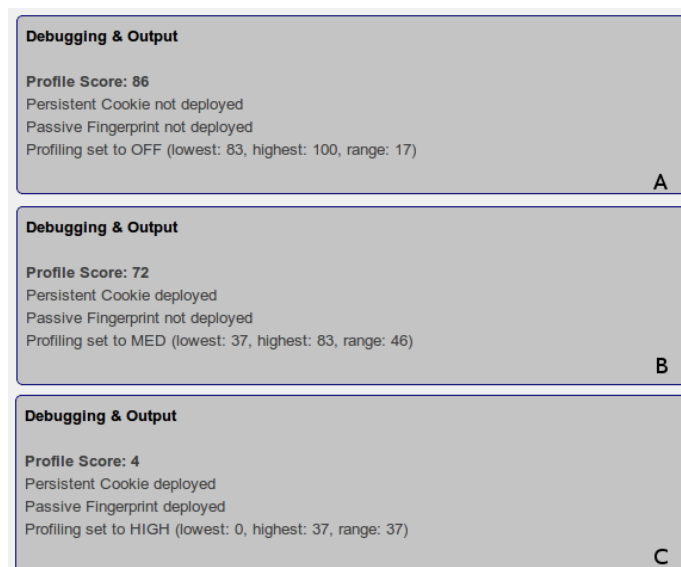 Debugging & Output
Profile Score: 86
Persistent Cookie not deployed
Passive Fingerprint not deployed
Profiling set to OFF (lowest: 83, highest: 100, range: 17)
A
Debugging & Output
Profile Score: 72
Persistent Cookie deployed
Passive Fingerprint not deployed
Profiling set to MED (lowest: 37, highest: 83, range: 46)
B
Debugging & Output
Profile Score: 4
Persistent Cookie deployed
Passive Fingerprint deployed
Profiling set to HIGH (lowest: 0, highest: 37, range: 37)
C